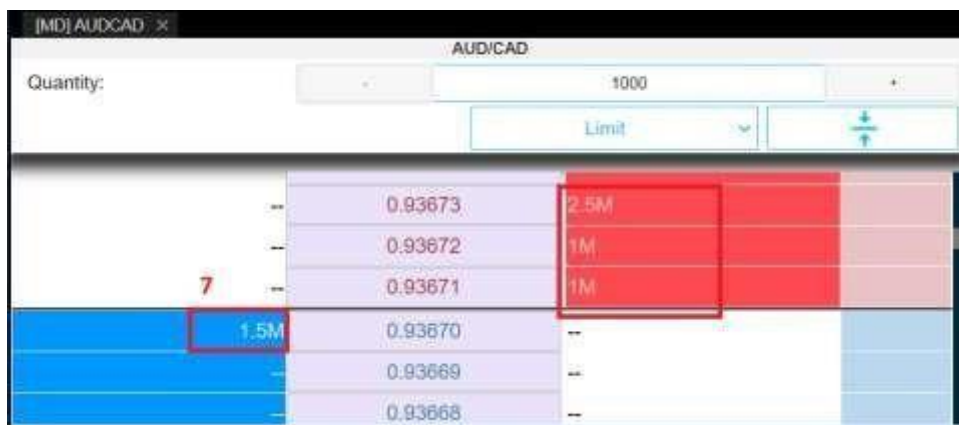 [MD] AUDCAD ×
AUD/CAD
Quantity: - 1000 +
Limit
-- 0.93673 2.5M
-- 0.93672 1M
7 -- 0.93671 1M
1.5M 0.93670 --
-- 0.93669 --
-- 0.93668 --